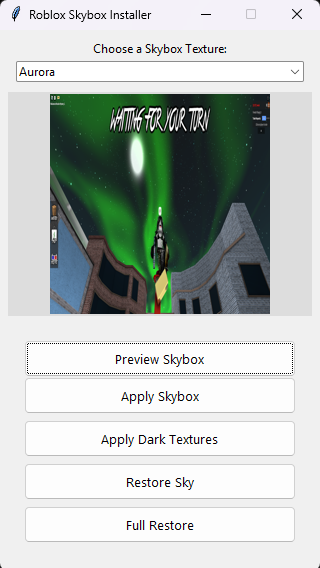 Roblox Skybox Installer
Choose a Skybox Texture:
Aurora
WAITING FOR YOUR TURN
Preview Skybox
Apply Skybox
Apply Dark Textures
Restore Sky
Full Restore